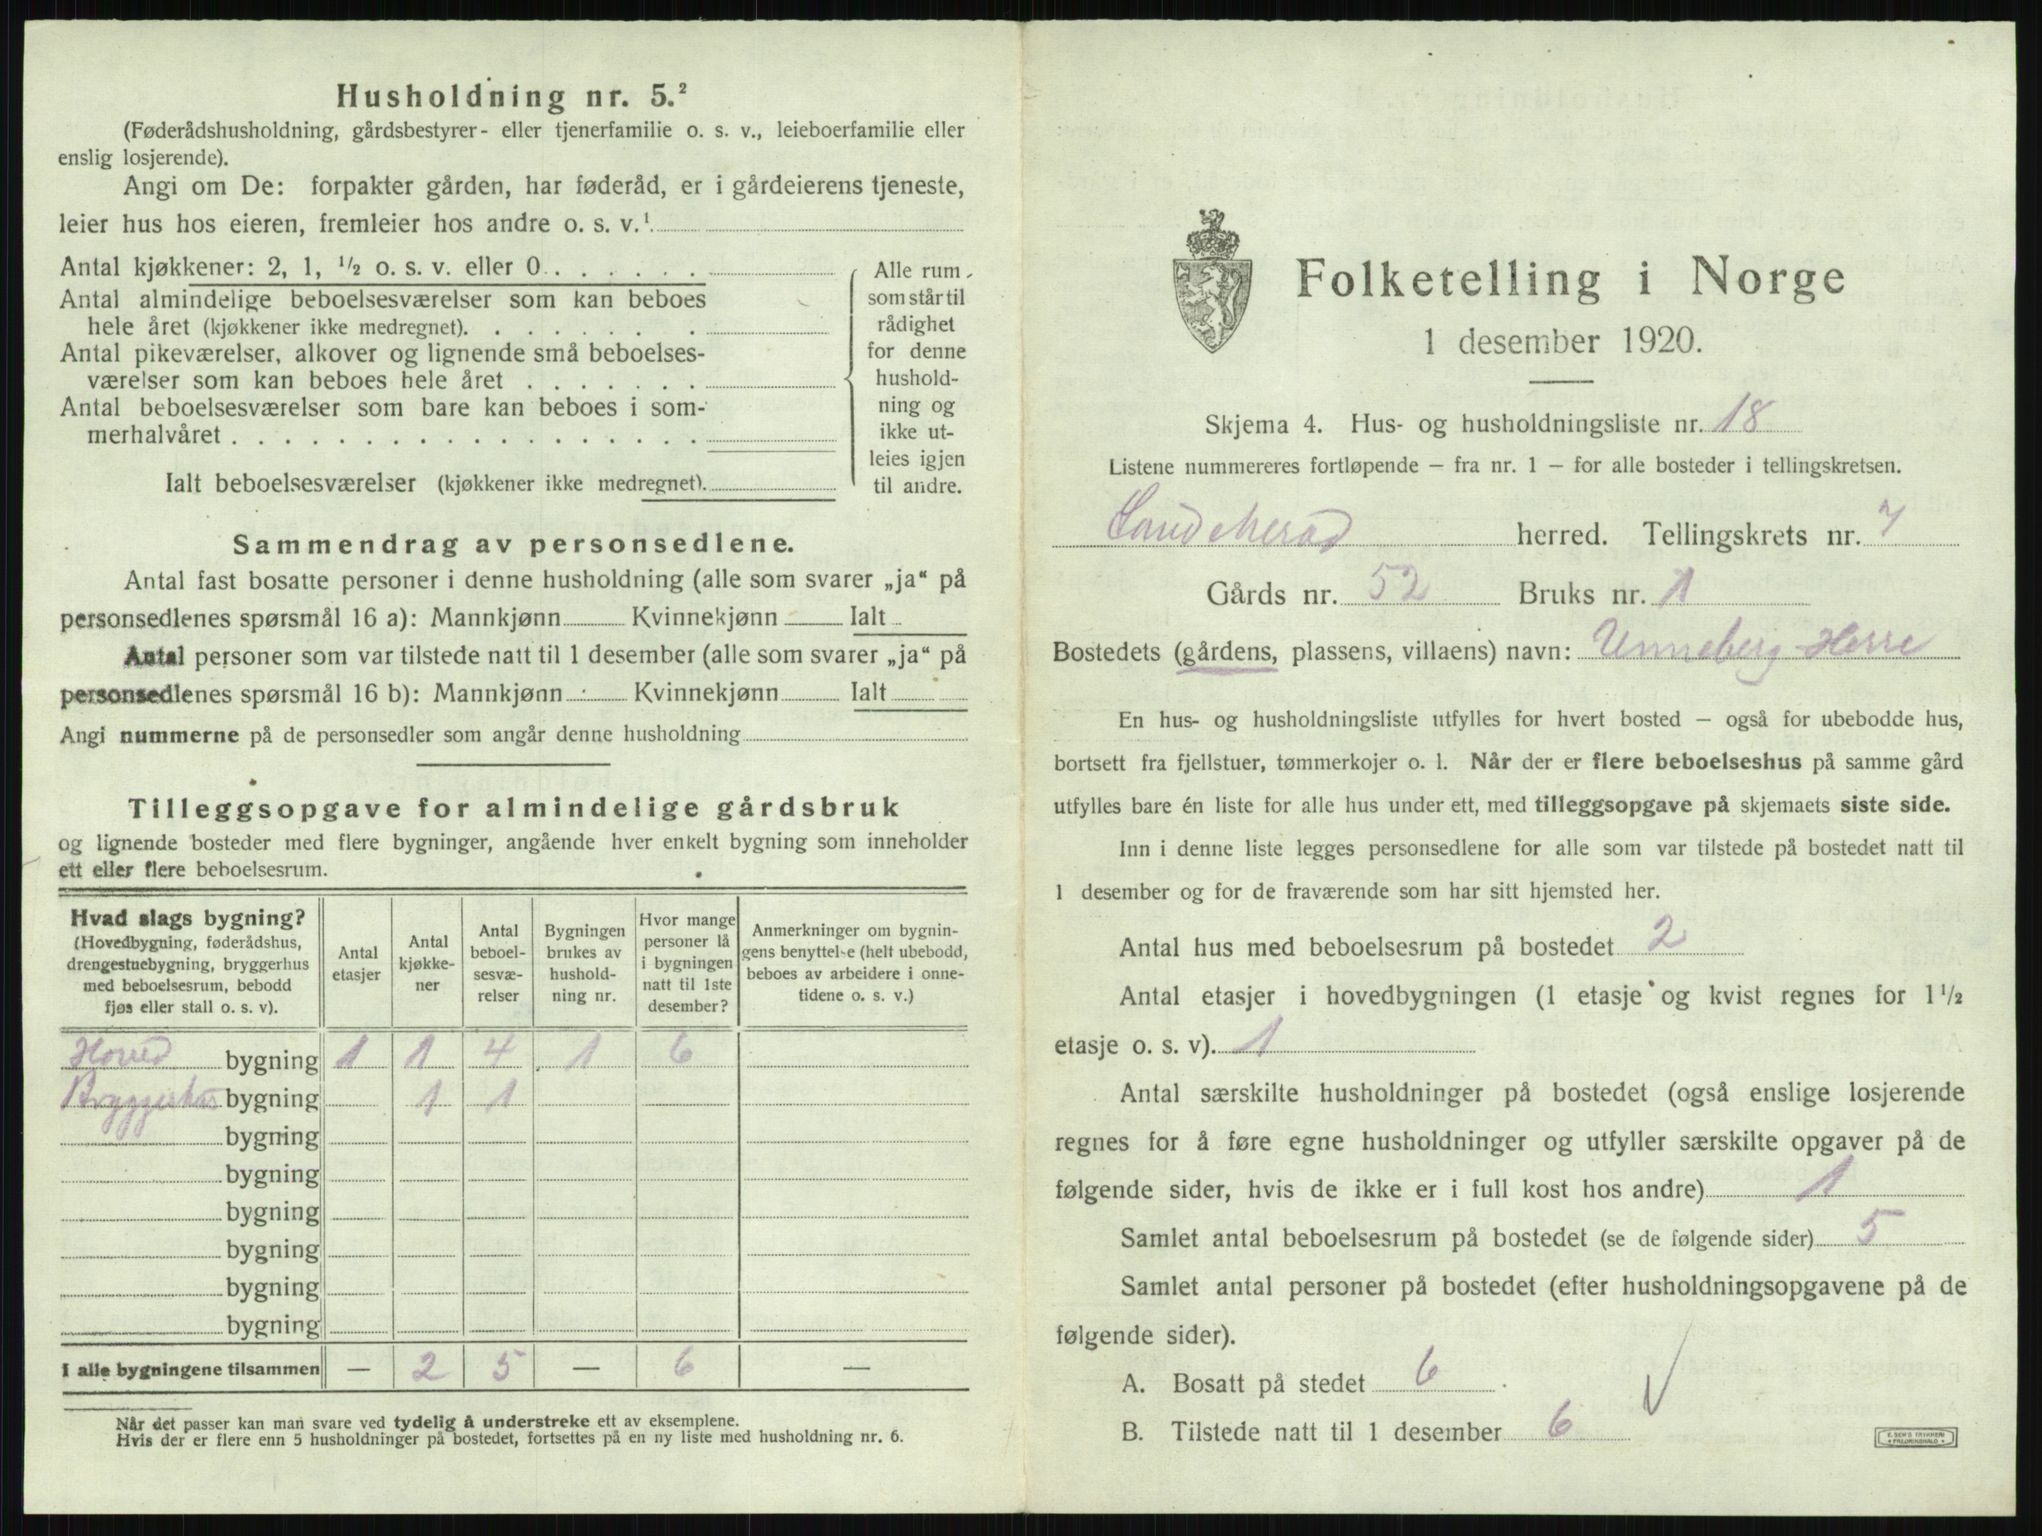 Husholdning nr. 5.²
(Føderådshusholdning, gårdsbestyrer- eller tjenerfamilie o. s. v., leieboerfamilie eller
enslig losjerende).
Angi om De: forpakter gården, har føderåd, er i gårdeierens tjeneste,
leier hus hos eieren, fremleier hos andre o. s. v.¹
Antal kjøkkener: 2, 1, ½ o. s. v. eller 0 . . . . . .
Antal almindelige beboelsesværelser som kan beboes
hele året (kjøkkener ikke medregnet). . . . . . . .
Antal pikeværelser, alkover og lignende små beboelses-
værelser som kan beboes hele året . . . . . . .
Antal beboelsesværelser som bare kan beboes i som-
merhalvåret . . . . . . . . . . . . . . . . . .
Ialt beboelsesværelser (kjøkkener ikke medregnet).
Alle rum
som står til
rådighet
for denne
hushold-
ning og
ikke ut-
leies igjen
til andre.
Sammendrag av personsedlene.
Antal fast bosatte personer i denne husholdning (alle som svarer „ja“ på
personsedlenes spørsmål 16 a): Mannkjønn Kvinnekjønn Ialt
Antal personer som var tilstede natt til 1 desember (alle som svarer „ja“ på
personsedlenes spørsmål 16 b): Mannkjønn Kvinnekjønn Ialt
Angi nummerne på de personsedler som angår denne husholdning
Tilleggsopgave for almindelige gårdsbruk
og lignende bosteder med flere bygninger, angående hver enkelt bygning som inneholder
ett eller flere beboelsesrum.
Hvad slags bygning?
(Hovedbygning, føderådshus,
drengestuebygning, bryggerhus
med beboelsesrum, bebodd
fjøs eller stall o. s. v).
Antal
etasjer
Antal
kjøkke-
ner
Antal
beboel-
sesvæ-
relser
Bygningen
brukes av
hushold-
ning nr.
Hvor mange
personer lå
i bygningen
natt til 1ste
desember?
Anmerkninger om bygnin-
gens benyttelse (helt ubebodd,
beboes av arbeidere i onne-
tidene o. s. v.)
Hoved bygning 1 1 4 1 6
Bryggerhus bygning 1 1
bygning
bygning
bygning
bygning
bygning
bygning
I alle bygningene tilsammen — 2 5 — 6 —
Når det passer kan man svare ved tydelig å understreke ett av eksemplene.
Hvis der er flere enn 5 husholdninger på bostedet, fortsettes på en ny liste med husholdning nr. 6.
Folketelling i Norge
1 desember 1920.
Skjema 4. Hus- og husholdningsliste nr. 18
Listene nummereres fortløpende – fra nr. 1 – for alle bosteder i tellingskretsen.
Sandeherad herred. Tellingskrets nr. 7
Gårds nr. 52 Bruks nr. 1
Bostedets (gårdens, plassens, villaens) navn: Unneberg
En hus- og husholdningsliste utfylles for hvert bosted – også for ubebodde hus,
bortsett fra fjellstuer, tømmerkojer o. l. Når der er flere beboelseshus på samme gård
utfylles bare én liste for alle hus under ett, med tilleggsopgave på skjemaets siste side.
Inn i denne liste legges personsedlene for alle som var tilstede på bostedet natt til
1 desember og for de fraværende som har sitt hjemsted her.
Antal hus med beboelsesrum på bostedet 2
Antal etasjer i hovedbygningen (1 etasje og kvist regnes for 1½
etasje o. s. v). 1
Antal særskilte husholdninger på bostedet (også enslige losjerende
regnes for å føre egne husholdninger og utfyller særskilte opgaver på de
følgende sider, hvis de ikke er i full kost hos andre) 1
Samlet antal beboelsesrum på bostedet (se de følgende sider) 5
Samlet antal personer på bostedet (efter husholdningsopgavene på de
følgende sider).
A. Bosatt på stedet 6
B. Tilstede natt til 1 desember 6